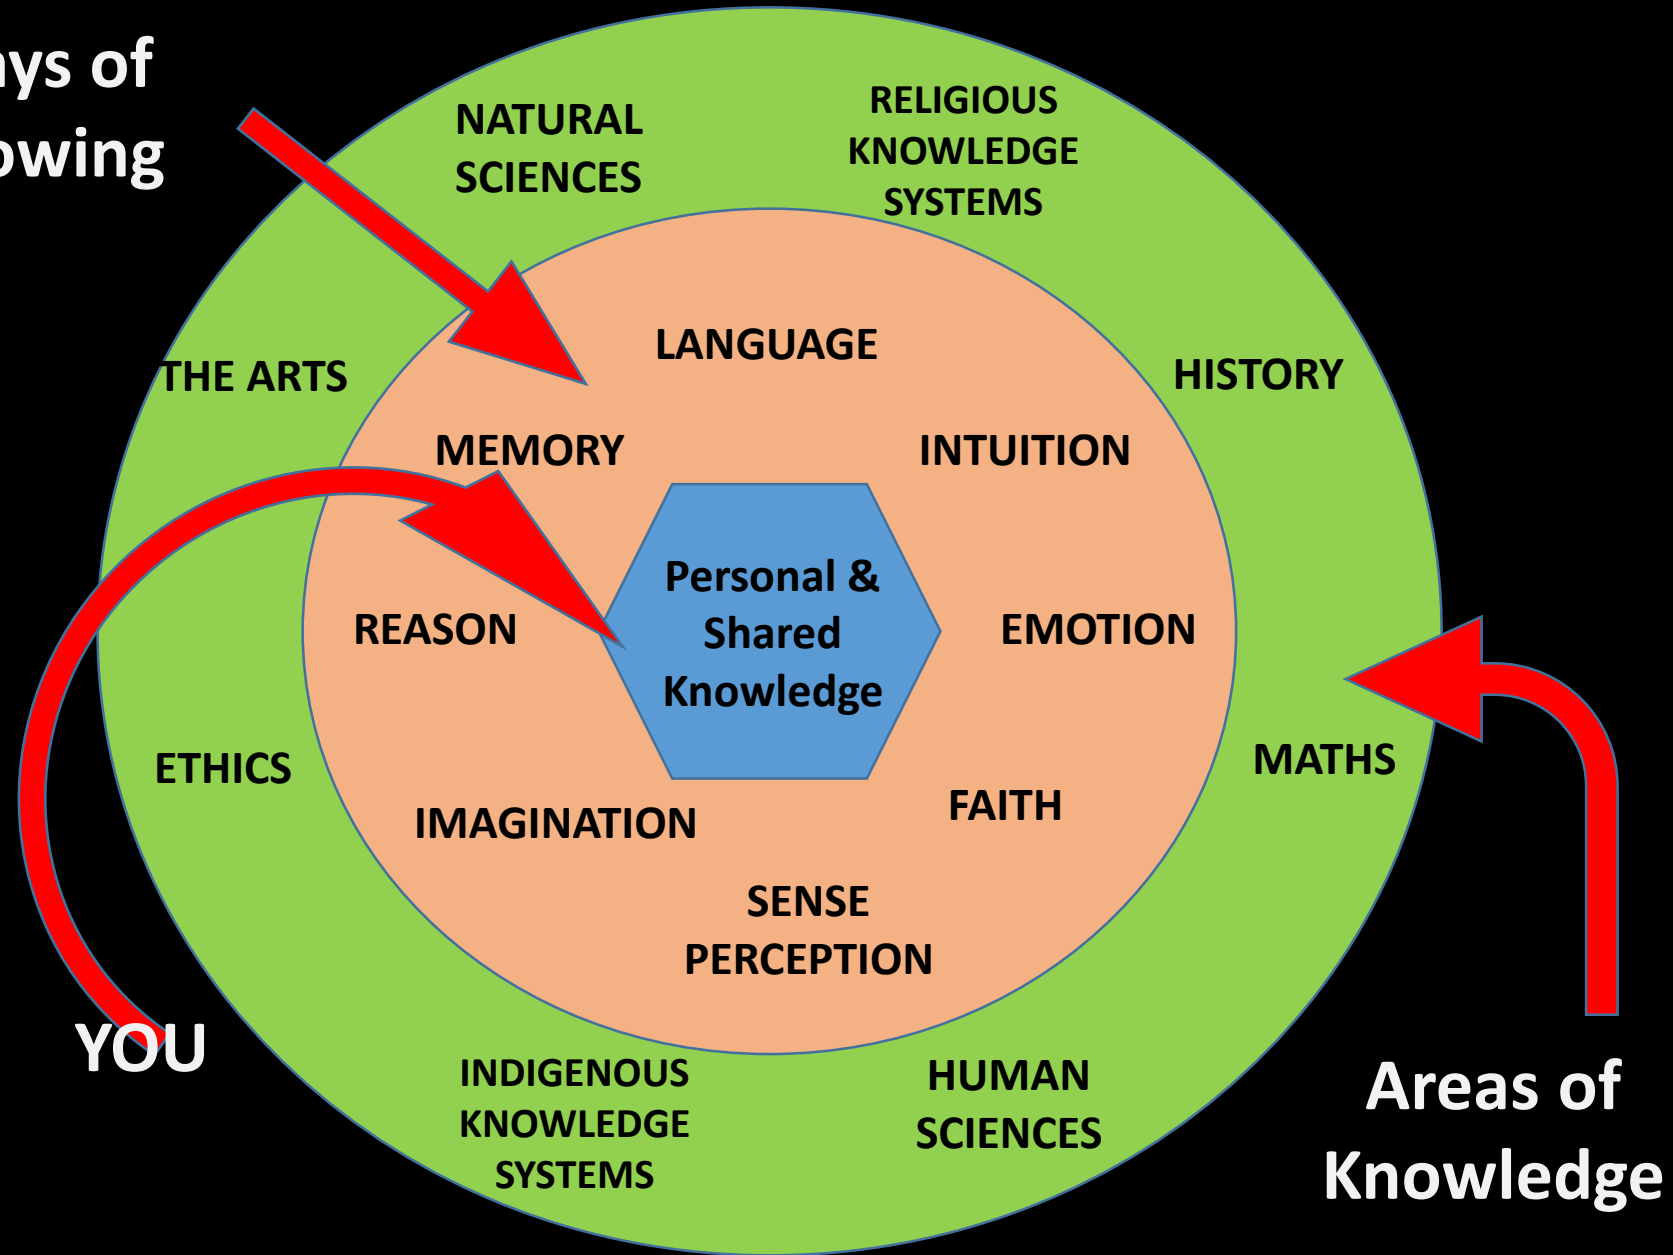 ays of
owing
NATURAL
SCIENCES
RELIGIOUS
KNOWLEDGE
SYSTEMS
THE ARTS
LANGUAGE
HISTORY
MEMORY
INTUITION
Personal &
Shared
Knowledge
REASON
EMOTION
ETHICS
MATHS
IMAGINATION
FAITH
SENSE
PERCEPTION
YOU
INDIGENOUS
KNOWLEDGE
SYSTEMS
HUMAN
SCIENCES
Areas of
Knowledge